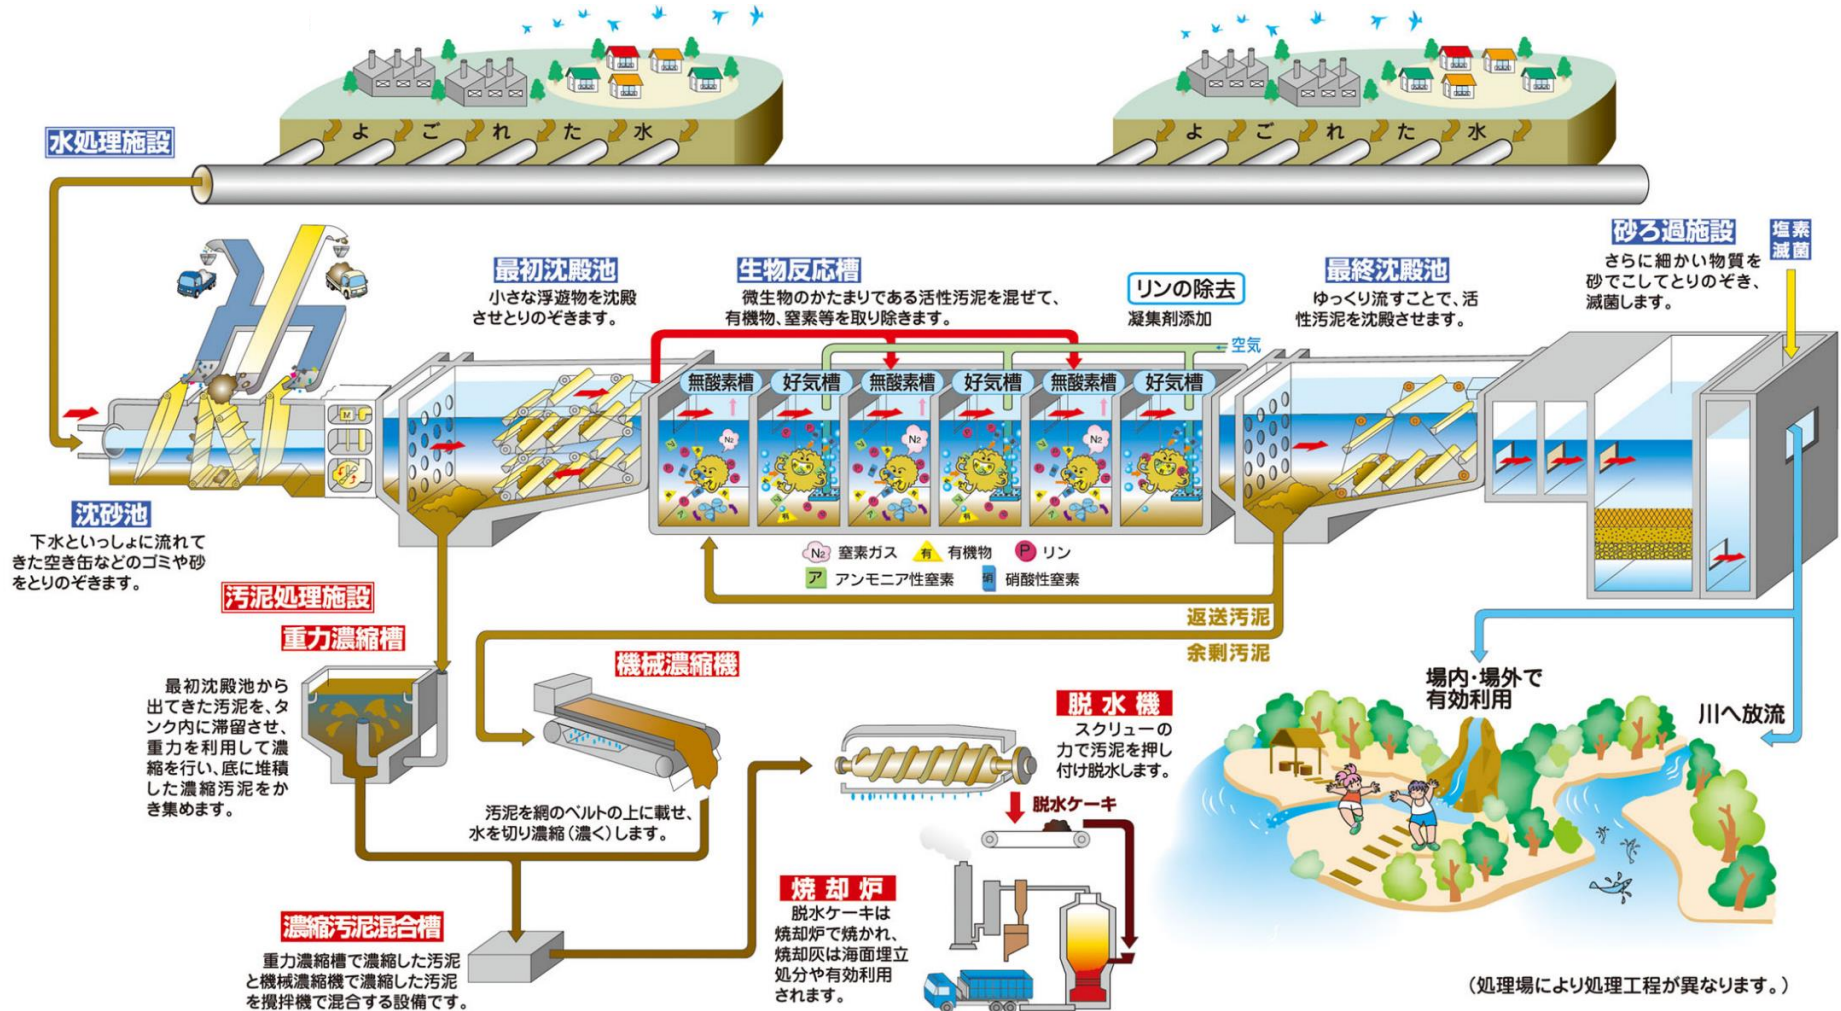 よごれた水
よごれた水
水処理施設
砂ろ過施設
塩素
滅菌
さらに細かい物質を
砂でこしてとりのぞき、
滅菌します。
最初沈殿池
小さな浮遊物を沈殿
させとりのぞきます。
生物反応槽
微生物のかたまりである活性汚泥を混ぜて、
有機物、窒素等を取り除きます。
リンの除去
凝集剤添加
最終沈殿池
ゆっくり流すことで、活
性汚泥を沈殿させます。
←空気
無酸素槽
好気槽
無酸素槽
好気槽
無酸素槽
好気槽
M
N2
N2
N2
沈砂池
下水といっしょに流れて
きた空き缶などのゴミや砂
をとりのぞきます。
N2 窒素ガス
有 有機物
P リン
ア アンモニア性窒素
硝 硝酸性窒素
返送汚泥
余剰汚泥
汚泥処理施設
重力濃縮槽
最初沈殿池から
出てきた汚泥を、タ
ンク内に滞留させ、
重力を利用して濃
縮を行い、底に堆積
した濃縮汚泥をか
き集めます。
機械濃縮機
汚泥を網のベルトの上に載せ、
水を切り濃縮(濃く)します。
脱水機
スクリューの
力で汚泥を押し
付け脱水します。
脱水ケーキ
場内・場外で
有効利用
川へ放流
焼却炉
脱水ケーキは
焼却炉で焼かれ、
焼却灰は海面埋立
処分や有効利用
されます。
濃縮汚泥混合槽
重力濃縮槽で濃縮した汚泥
と機械濃縮機で濃縮した汚泥
を攪拌機で混合する設備です。
(処理場により処理工程が異なります。)